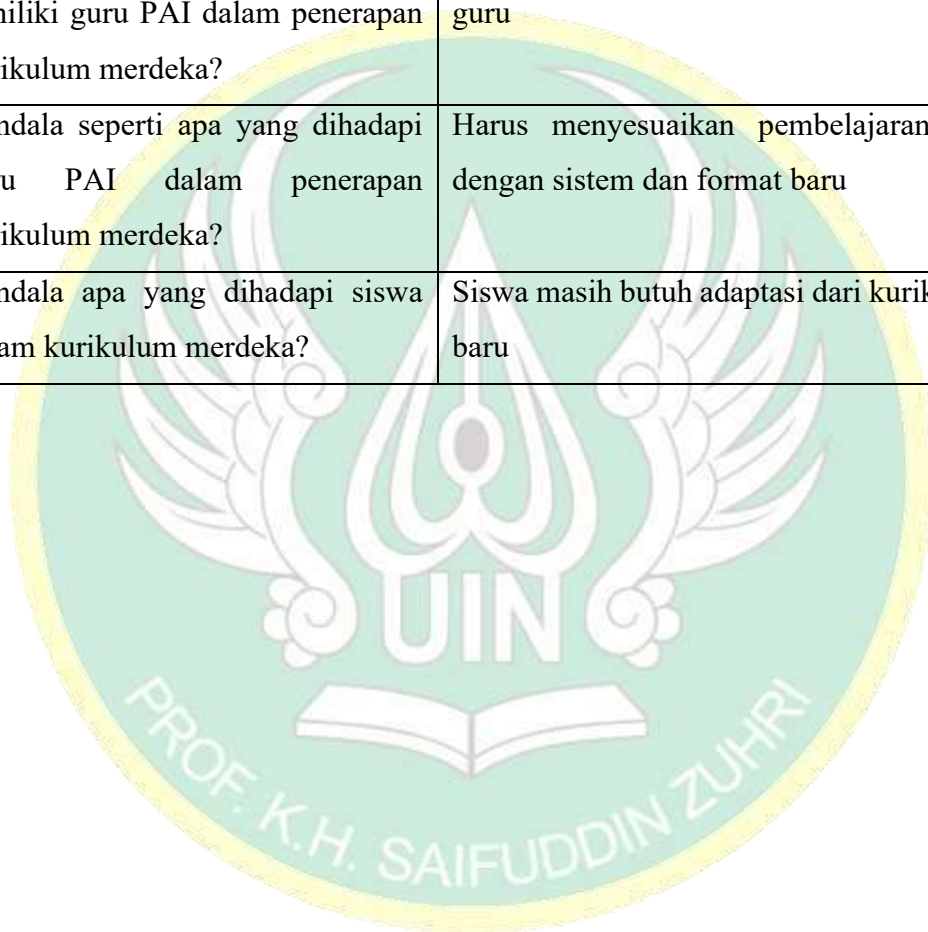 niliki guru PAI dalam penerapan
ikulum merdeka?
guru
ndala seperti apa yang dihadapi
u PAI dalam penerapan
ikulum merdeka?
Harus menyesuaikan pembelajaran
dengan sistem dan format baru
ndala apa yang dihadapi siswa
am kurikulum merdeka?
Siswa masih butuh adaptasi dari kurik
baru
UIN
PROF. K.H. SAIFUDDIN ZUHRI